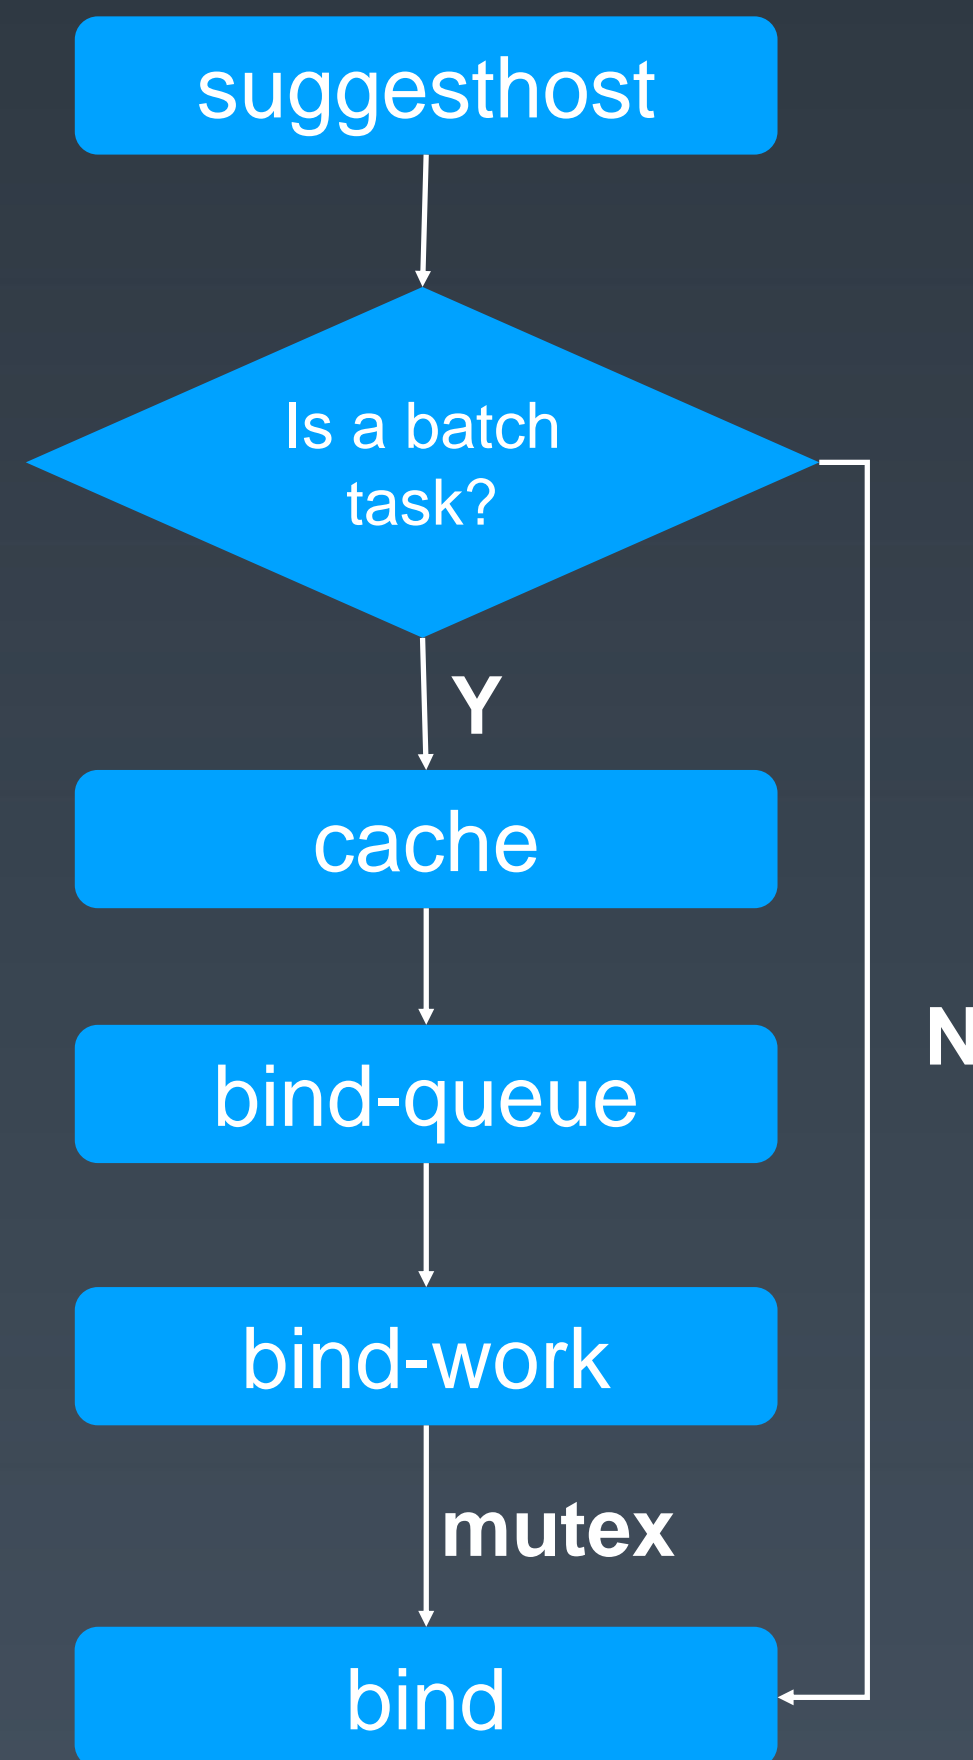 suggesthost
Is a batch
task?
Y
cache
N
bind-queue
bind-work
mutex
bind